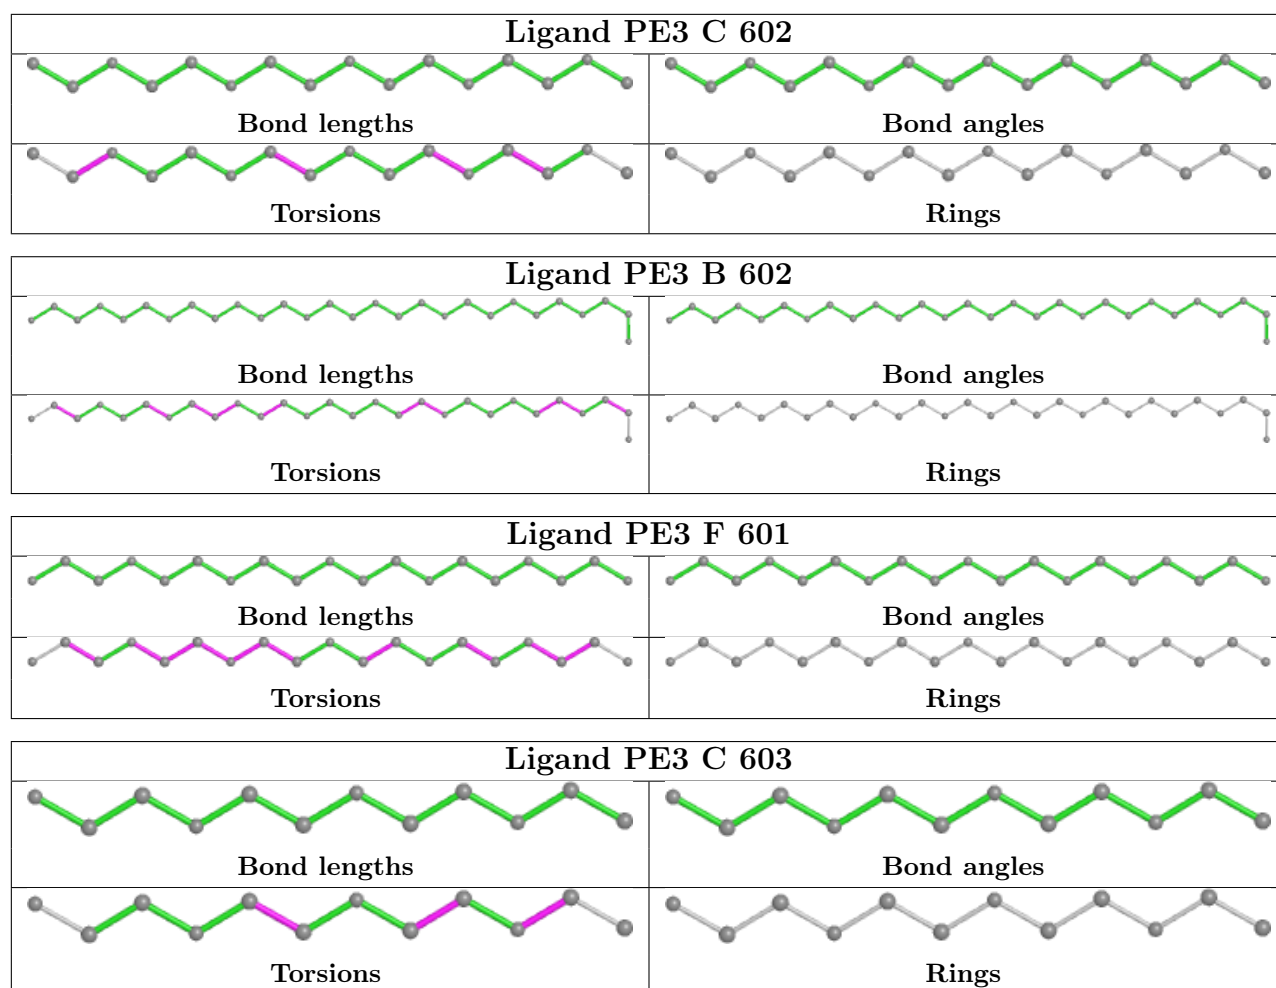 Ligand PE3 C 602
Bond lengths
Bond angles
Torsions
Rings
Ligand PE3 B 602
Bond lengths
Bond angles
Torsions
Rings
Ligand PE3 F 601
Bond lengths
Bond angles
Torsions
Rings
Ligand PE3 C 603
Bond lengths
Bond angles
Torsions
Rings